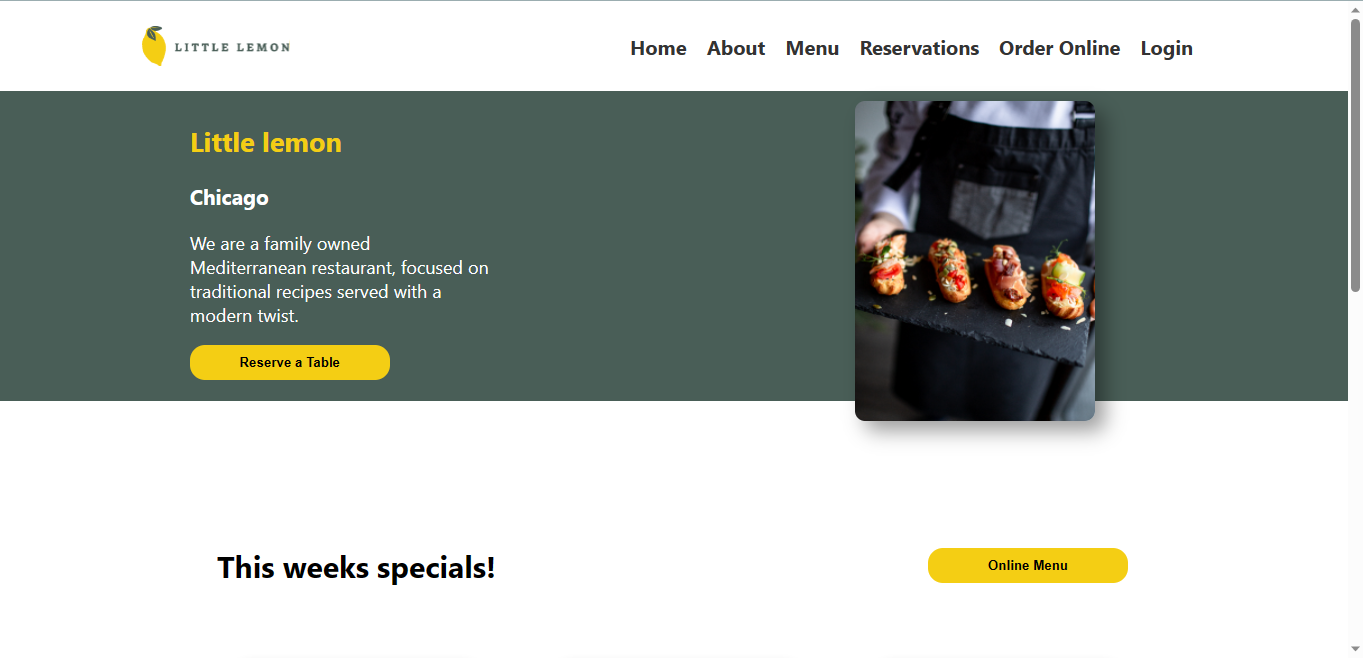 LITTLE LEMON
Home About Menu Reservations Order Online Login
Little lemon
Chicago
We are a family owned
Mediterranean restaurant, focused on
traditional recipes served with a
modern twist.
Reserve a Table
This weeks specials!
Online Menu